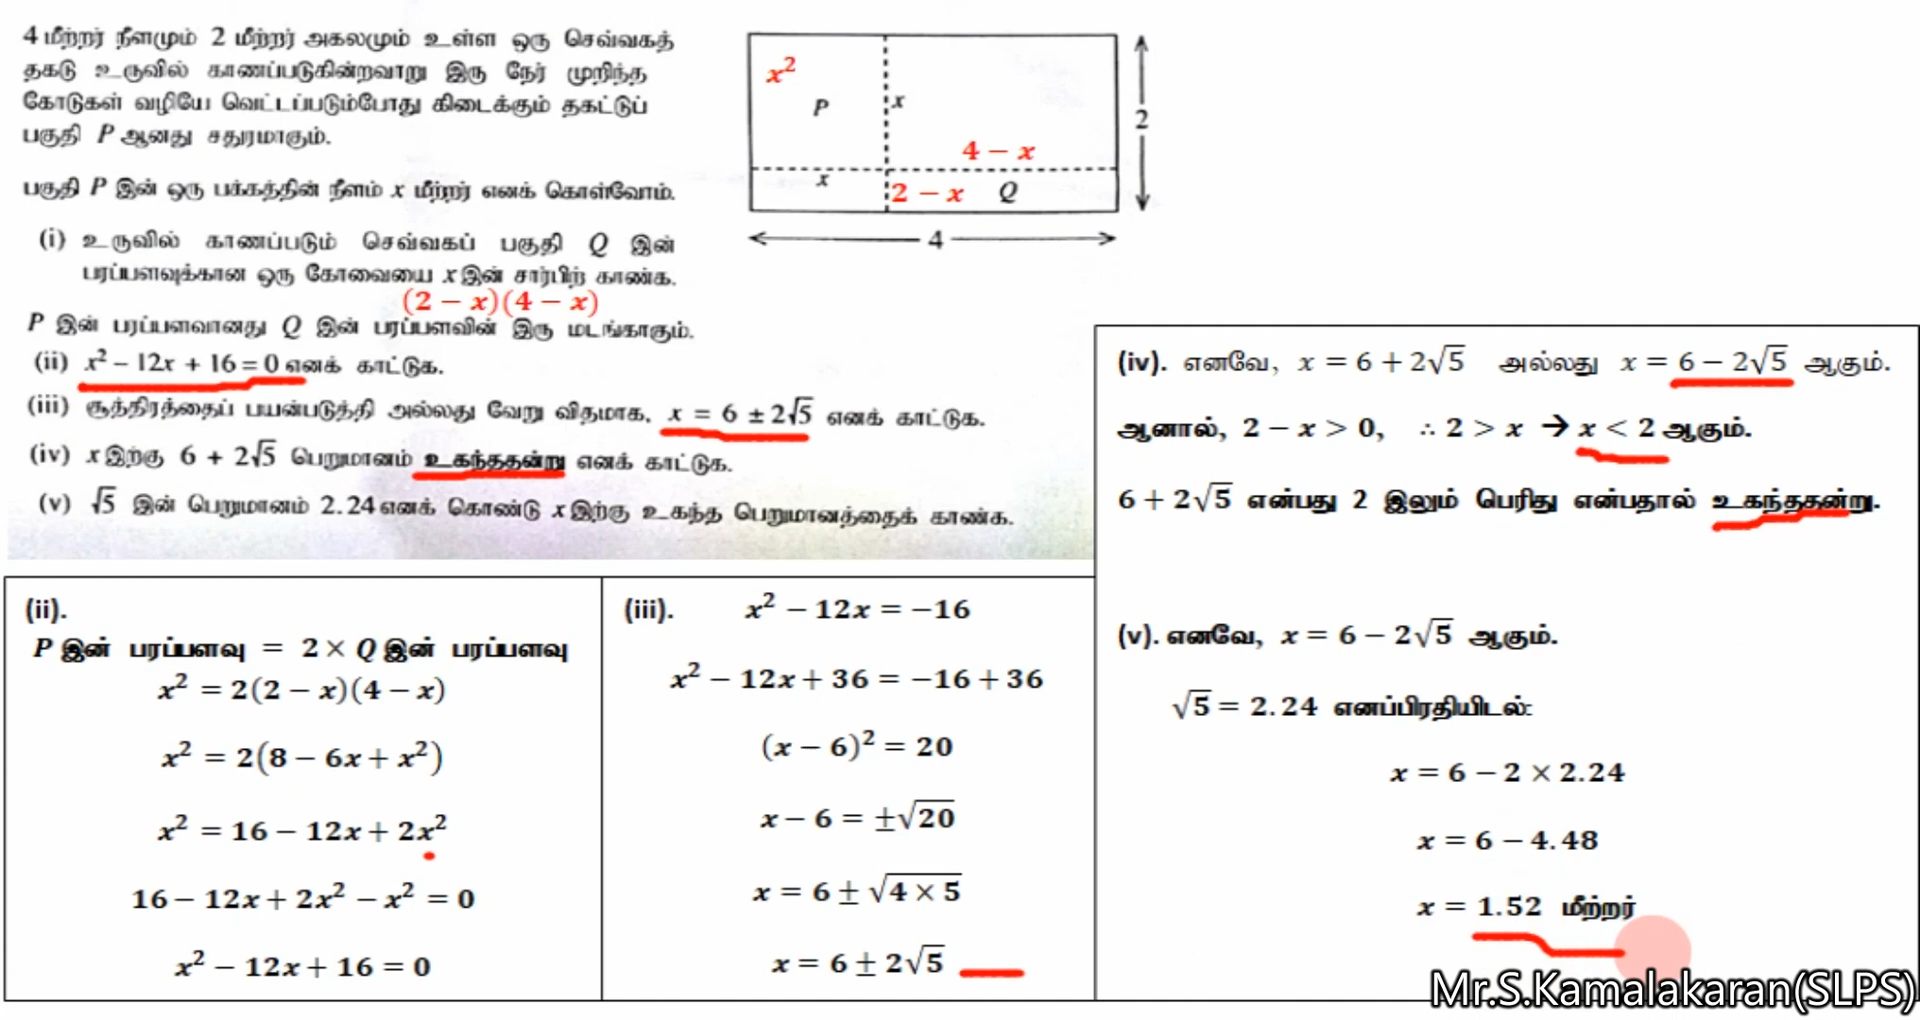 4 மீற்றர் நீளமும் 2 மீற்றர் அகலமும் உள்ள ஒரு செவ்வகத்
தகடு உருவில் காணப்படுகின்றவாறு இரு நேர் முறிந்த
கோடுகள் வழியே வெட்டப்படும்போது கிடைக்கும் தகட்டுப்
பகுதி P ஆனது சதுரமாகும்.
பகுதி P இன் ஒரு பக்கத்தின் நீளம் x மீற்றர் எனக் கொள்வோம்.
(i) உருவில் காணப்படும் செவ்வகப் பகுதி Q இன்
பரப்பளவுக்கான ஒரு கோவையை x இன் சார்பிற் காண்க.
(2 − x)(4 − x)
P இன் பரப்பளவானது Q இன் பரப்பளவின் இரு மடங்காகும்.
(ii) x² − 12x + 16 = 0 எனக் காட்டுக.
(iii) சூத்திரத்தைப் பயன்படுத்தி அல்லது வேறு விதமாக, x = 6 ± 2√5 எனக் காட்டுக.
(iv) x இற்கு 6 + 2√5 பெறுமானம் உகந்ததன்று எனக் காட்டுக.
(v) √5 இன் பெறுமானம் 2.24 எனக் கொண்டு x இற்கு உகந்த பெறுமானத்தைக் காண்க.
x²
P
x
4 − x
x
2 − x
Q
2
4
(ii).
P இன் பரப்பளவு = 2 × Q இன் பரப்பளவு
x² = 2(2 − x)(4 − x)
x² = 2(8 − 6x + x²)
x² = 16 − 12x + 2x²
16 − 12x + 2x² − x² = 0
x² − 12x + 16 = 0
(iii). x² − 12x = −16
x² − 12x + 36 = −16 + 36
(x − 6)² = 20
x − 6 = ±√20
x = 6 ± √4 × 5
x = 6 ± 2√5
(iv). எனவே, x = 6 + 2√5 அல்லது x = 6 − 2√5 ஆகும்.
ஆனால், 2 − x > 0, ∴ 2 > x → x < 2 ஆகும்.
6 + 2√5 என்பது 2 இலும் பெரிது என்பதால் உகந்ததன்று.
(v). எனவே, x = 6 − 2√5 ஆகும்.
√5 = 2.24 எனப்பிரதியிடல்:
x = 6 − 2 × 2.24
x = 6 − 4.48
x = 1.52 மீற்றர்
Mr.S.Kamalakaran(SLPS)